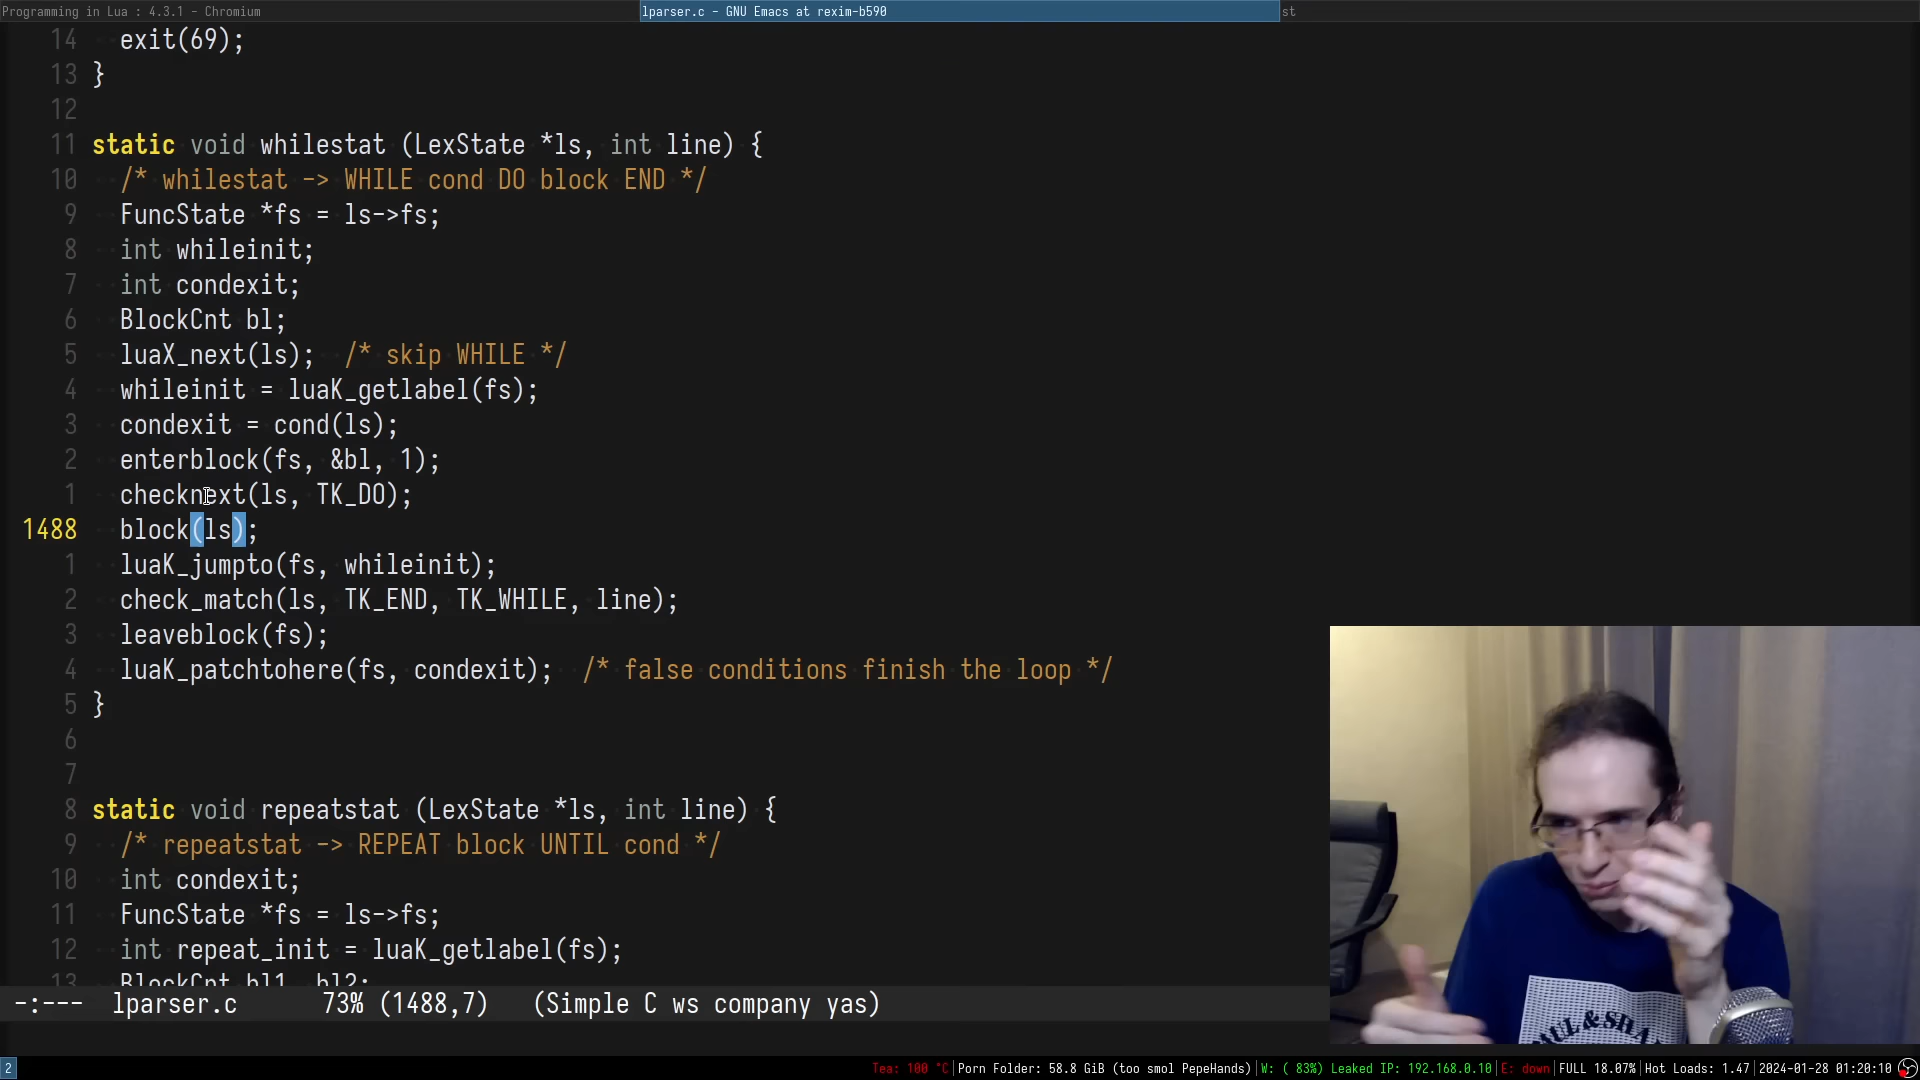 Programming in Lua : 4.3.1 - Chromium
lparser.c - GNU Emacs at rexim-b590
st
14 exit(69);
13 }
12
11 static void whilestat (LexState *ls, int line) {
10 /* whilestat -> WHILE cond DO block END */
9 FuncState *fs = ls->fs;
8 int whileinit;
7 int condexit;
6 BlockCnt bl;
5 luaX_next(ls); /* skip WHILE */
4 whileinit = luaK_getlabel(fs);
3 condexit = cond(ls);
2 enterblock(fs, &bl, 1);
1 checknext(ls, TK_DO);
1488 block(ls);
1 luaK_jumpto(fs, whileinit);
2 check_match(ls, TK_END, TK_WHILE, line);
3 leaveblock(fs);
4 luaK_patchtohere(fs, condexit); /* false conditions finish the loop */
5 }
6
7
8 static void repeatstat (LexState *ls, int line) {
9 /* repeatstat -> REPEAT block UNTIL cond */
10 int condexit;
11 FuncState *fs = ls->fs;
12 int repeat_init = luaK_getlabel(fs);
13 BlockCnt bl1, bl2;
-:--- lparser.c 73% (1488,7) (Simple C ws company yas)
2
Tea: 100 °C|Porn Folder: 58.8 GiB (too smol PepeHands)|W: ( 83%) Leaked IP: 192.168.0.10|E: down|FULL 18.07%|Hot Loads: 1.47|2024-01-28 01:20:10